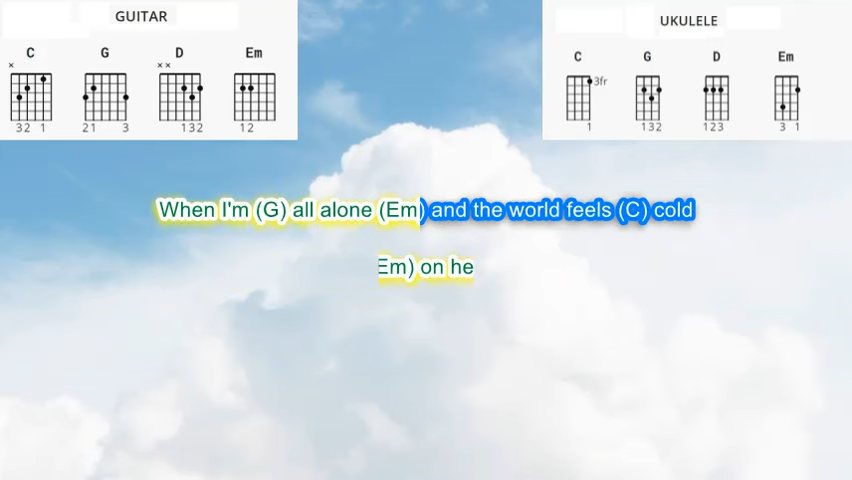 GUITAR
UKULELE
C G D Em
C G D Em
× ××
3fr
32 1 21 3 132 12
1 132 123 3 1
When I'm (G) all alone (Em) and the world feels (C) cold
Em) on he